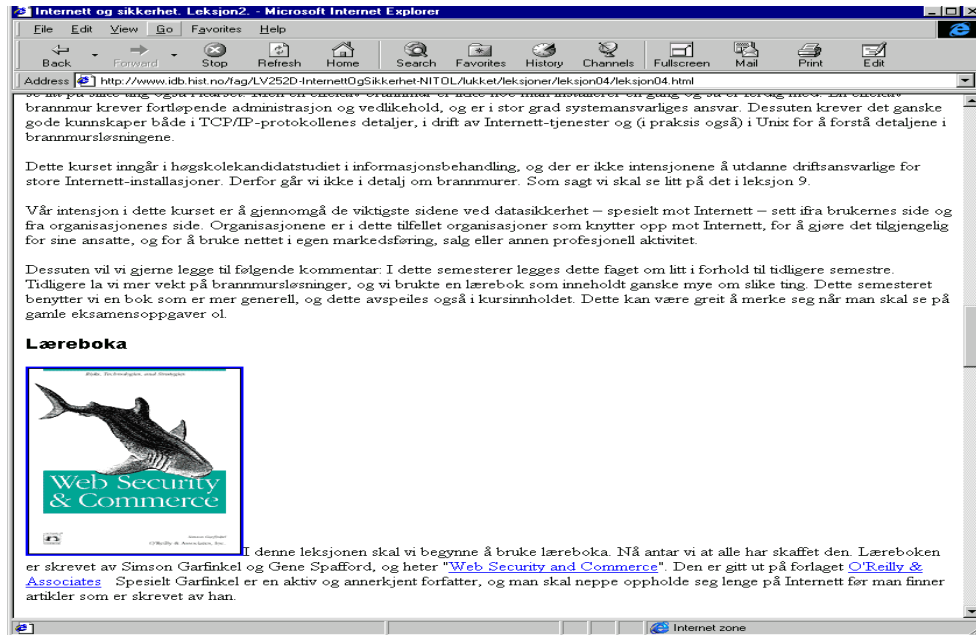 Internett og sikkerhet. Leksjon2. - Microsoft Internet Explorer
File Edit View Go Favorites Help
Back Forward Stop Refresh Home Search Favorites History Channels Fullscreen Mail Print Edit
Address http://www.idb.hist.no/fag/LV252D-InternettOgSikkerhet-NITOL/lukket/leksjoner/leksjon04/leksjon04.html
brannmur krever fortløpende administrasjon og vedlikehold, og er i stor grad systemansvarliges ansvar. Dessuten krever det ganske
gode kunnskaper både i TCP/IP-protokollenes detaljer, i drift av Internett-tjenester og (i praksis også) i Unix for å forstå detaljene i
brannmursløsningene.
Dette kurset inngår i høgskolekandidatstudiet i informasjonsbehandling, og der er ikke intensjonene å utdanne driftsansvarlige for
store Internett-installasjoner. Derfor går vi ikke i detalj om brannmurer. Som sagt vi skal se litt på det i leksjon 9.
Vår intensjon i dette kurset er å gjennomgå de viktigste sidene ved datasikkerhet – spesielt mot Internett – sett ifra brukernes side og
fra organisasjonenes side. Organisasjonene er i dette tilfellet organisasjoner som knytter opp mot Internett, for å gjøre det tilgjengelig
for sine ansatte, og for å bruke nettet i egen markedsføring, salg eller annen profesjonell aktivitet.
Dessuten vil vi gjerne legge til følgende kommentar: I dette semesterer legges dette faget om litt i forhold til tidligere semestre.
Tidligere la vi mer vekt på brannmursløsninger, og vi brukte en lærebok som inneholdt ganske mye om slike ting. Dette semesteret
benytter vi en bok som er mer generell, og dette avspeiles også i kursinnholdet. Dette kan være greit å merke seg når man skal se på
gamle eksamensoppgaver ol.
Læreboka
Risks, Technologies, and Strategies
Web Security
& Commerce
Simson Garfinkel
O'Reilly & Associates, Inc.
I denne leksjonen skal vi begynne å bruke læreboka. Nå antar vi at alle har skaffet den. Læreboken
er skrevet av Simson Garfinkel og Gene Spafford, og heter "Web Security and Commerce". Den er gitt ut på forlaget O'Reilly &
Associates Spesielt Garfinkel er en aktiv og annerkjent forfatter, og man skal neppe oppholde seg lenge på Internett før man finner
artikler som er skrevet av han.
Internet zone